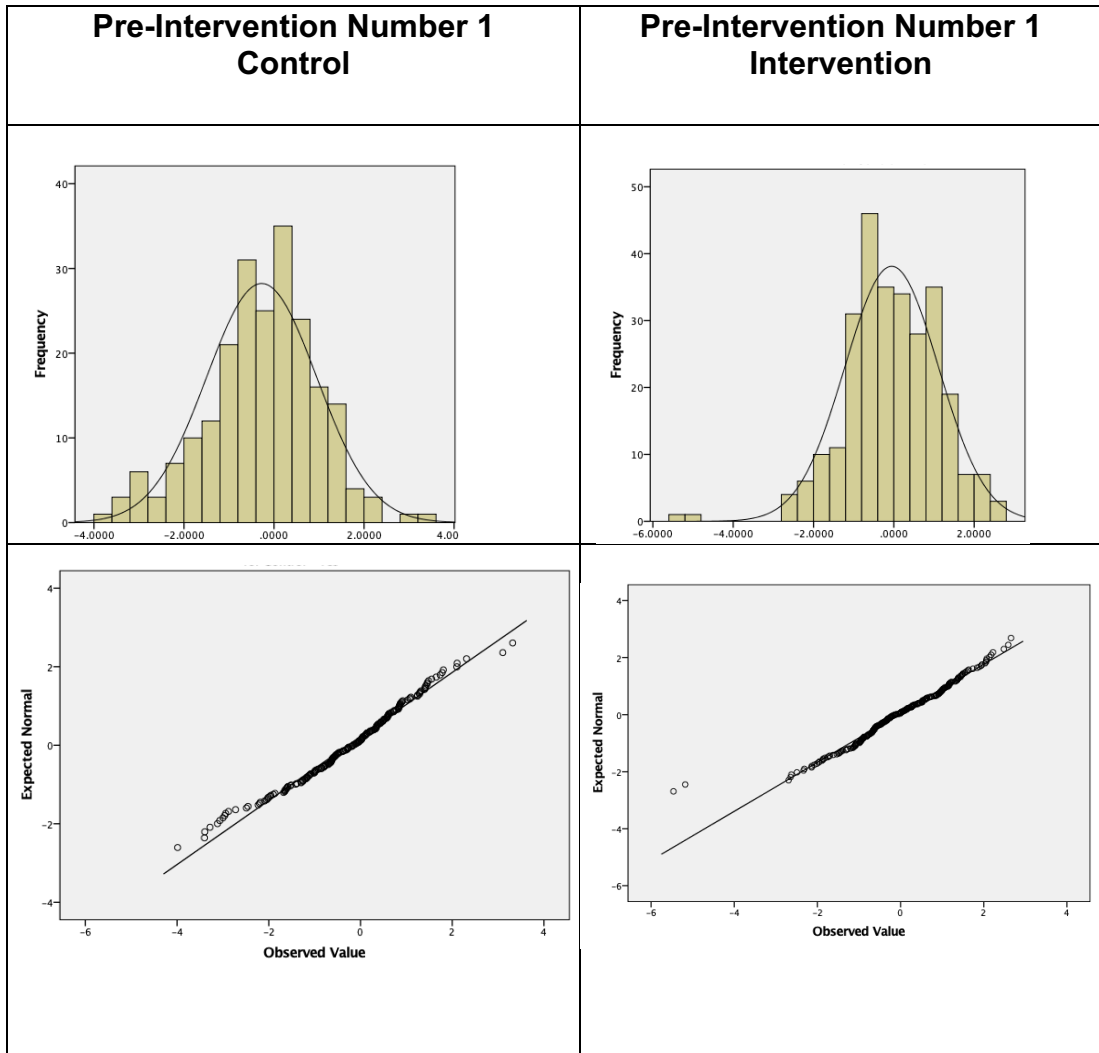 Pre-Intervention Number 1
Control
Pre-Intervention Number 1
Intervention
40
30
20
10
0
Frequency
-4.0000 -2.0000 .0000 2.0000 4.00
50
40
30
20
10
0
Frequency
-6.0000 -4.0000 -2.0000 .0000 2.0000
4
2
0
-2
-4
Expected Normal
-6 -4 -2 0 2 4
Observed Value
4
2
0
-2
-4
-6
Expected Normal
-6 -4 -2 0 2 4
Observed Value